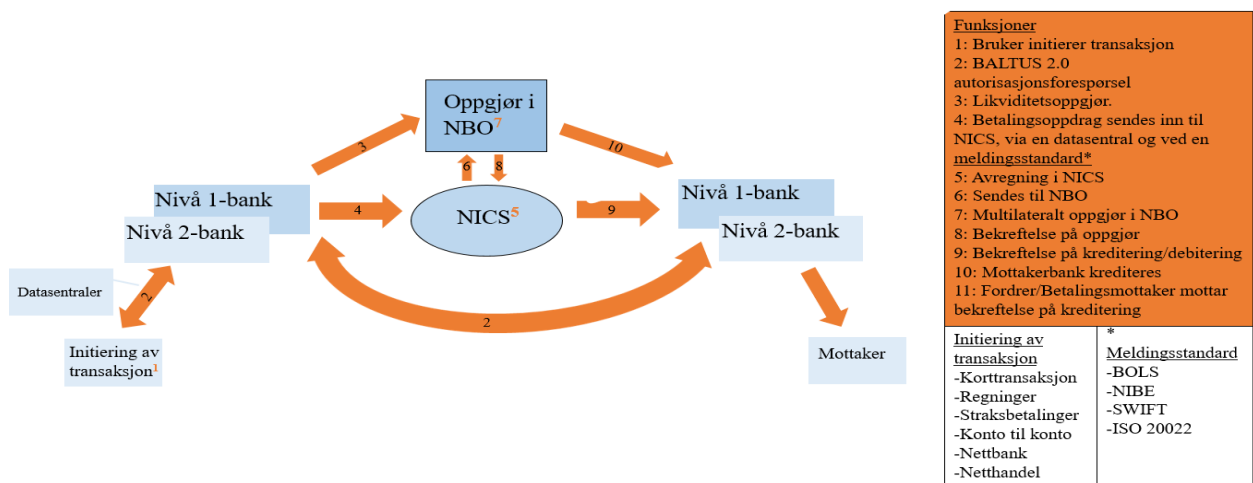 Oppgjør i
NBO7
3
10
6
8
Nivå 1-bank
Nivå 2-bank
4
NICS5
9
Nivå 1-bank
Nivå 2-bank
Datasentraler
2
2
Initiering av
transaksjon1
Mottaker
Funksjoner
1: Bruker initierer transaksjon
2: BALTUS 2.0
autorisasjonsforespørsel
3: Likviditetsoppgjør.
4: Betalingsoppdrag sendes inn til
NICS, via en datasentral og ved en
meldingsstandard*
5: Avregning i NICS
6: Sendes til NBO
7: Multilateralt oppgjør i NBO
8: Bekreftelse på oppgjør
9: Bekreftelse på kreditering/debitering
10: Mottakerbank krediteres
11: Fordrer/Betalingsmottaker mottar
bekreftelse på kreditering
Initiering av
transaksjon
-Korttransaksjon
-Regninger
-Straksbetalinger
-Konto til konto
-Nettbank
-Netthandel
*
Meldingsstandard
-BOLS
-NIBE
-SWIFT
-ISO 20022